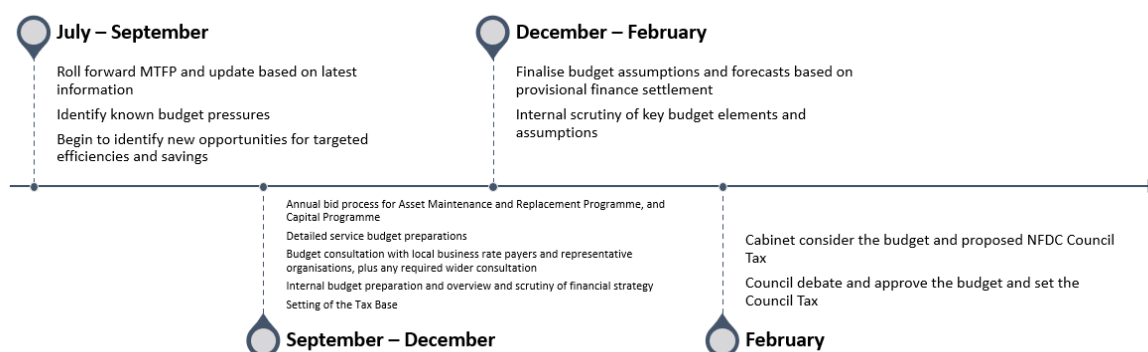 July – September
Roll forward MTFP and update based on latest
information
Identify known budget pressures
Begin to identify new opportunities for targeted
efficiencies and savings
December – February
Finalise budget assumptions and forecasts based on
provisional finance settlement
Internal scrutiny of key budget elements and
assumptions
Annual bid process for Asset Maintenance and Replacement Programme, and
Capital Programme
Detailed service budget preparations
Budget consultation with local business rate payers and representative
organisations, plus any required wider consultation
Internal budget preparation and overview and scrutiny of financial strategy
Setting of the Tax Base
September – December
Cabinet consider the budget and proposed NFDC Council
Tax
Council debate and approve the budget and set the
Council Tax
February